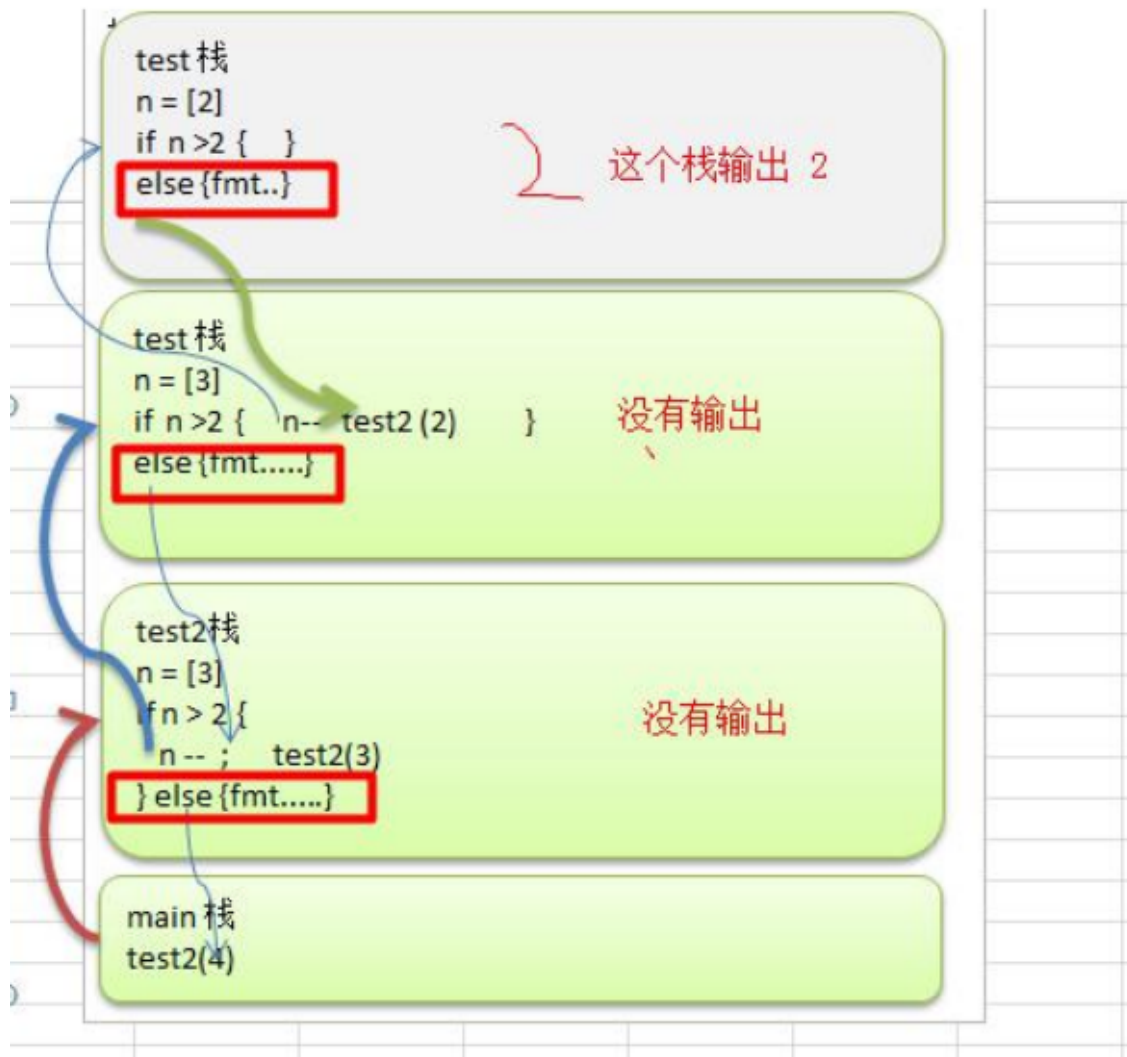 test 栈
n = [2]
if n >2 { }
else {fmt..}
2 这个栈输出 2
test 栈
n = [3]
if n >2 { n-- test2 (2) }
else {fmt.....}
没有输出
test2栈
n = [3]
if n > 2 {
n -- ; test2(3)
} else {fmt.....}
没有输出
main 栈
test2(4)